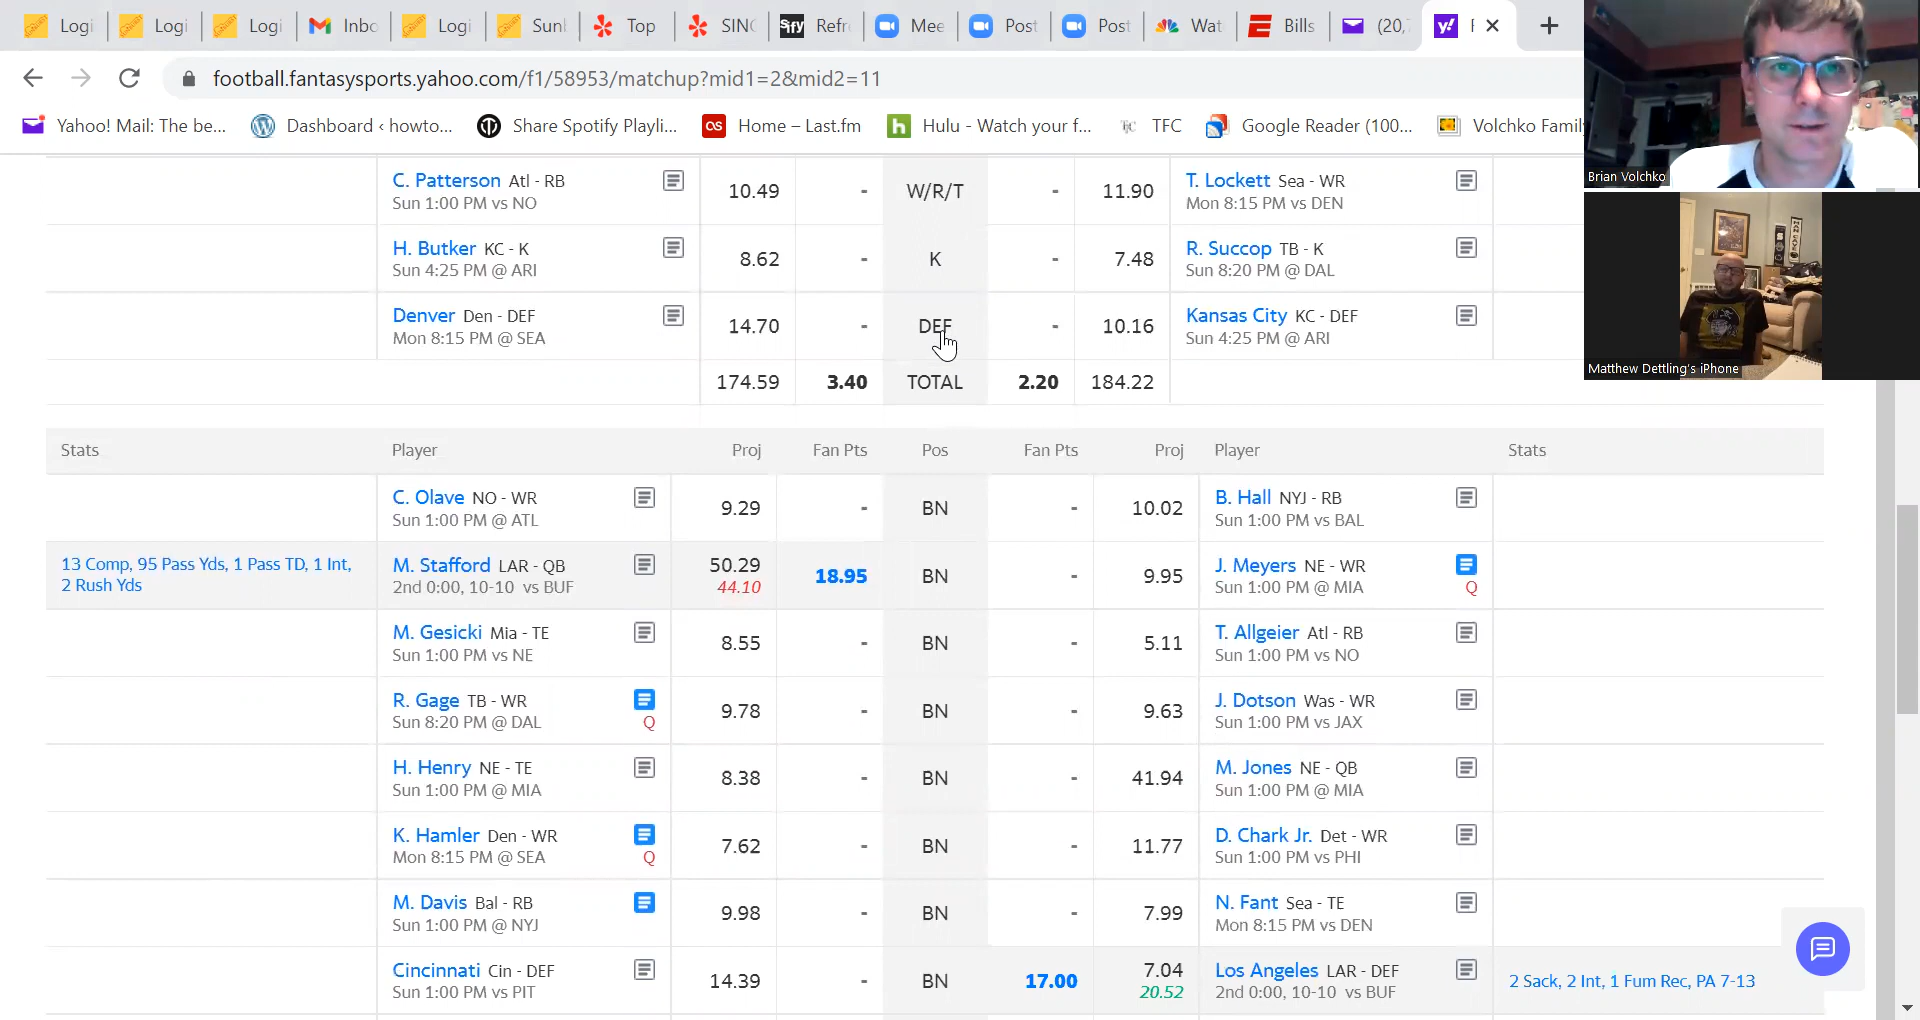 Logi
Logi
Logi
Inbo
Logi
Sunl
Top
SINC
Refr
Mee
Post
Post
Wat
Bills
(20,
football.fantasysports.yahoo.com/f1/58953/matchup?mid1=2&mid2=11
Yahoo! Mail: The be...
Dashboard ‹ howto...
Share Spotify Playli...
Home – Last.fm
Hulu - Watch your f...
TFC
Google Reader (100...
Volchko Family
Brian Volchko
Matthew Dettling's iPhone
C. Patterson Atl - RB 10.49 - W/R/T - 11.90 T. Lockett Sea - WR
Sun 1:00 PM vs NO Mon 8:15 PM vs DEN
H. Butker KC - K 8.62 - K - 7.48 R. Succop TB - K
Sun 4:25 PM @ ARI Sun 8:20 PM @ DAL
Denver Den - DEF 14.70 - DEF - 10.16 Kansas City KC - DEF
Mon 8:15 PM @ SEA Sun 4:25 PM @ ARI
174.59 3.40 TOTAL 2.20 184.22
Stats Player Proj Fan Pts Pos Fan Pts Proj Player Stats
C. Olave NO - WR 9.29 - BN - 10.02 B. Hall NYJ - RB
Sun 1:00 PM @ ATL Sun 1:00 PM vs BAL
13 Comp, 95 Pass Yds, 1 Pass TD, 1 Int, M. Stafford LAR - QB 50.29 18.95 BN - 9.95 J. Meyers NE - WR
2 Rush Yds 2nd 0:00, 10-10 vs BUF 44.10 Sun 1:00 PM @ MIA Q
M. Gesicki Mia - TE 8.55 - BN - 5.11 T. Allgeier Atl - RB
Sun 1:00 PM vs NE Sun 1:00 PM vs NO
R. Gage TB - WR 9.78 - BN - 9.63 J. Dotson Was - WR
Sun 8:20 PM @ DAL Q Sun 1:00 PM vs JAX
H. Henry NE - TE 8.38 - BN - 41.94 M. Jones NE - QB
Sun 1:00 PM @ MIA Sun 1:00 PM @ MIA
K. Hamler Den - WR 7.62 - BN - 11.77 D. Chark Jr. Det - WR
Mon 8:15 PM @ SEA Q Sun 1:00 PM vs PHI
M. Davis Bal - RB 9.98 - BN - 7.99 N. Fant Sea - TE
Sun 1:00 PM @ NYJ Mon 8:15 PM vs DEN
Cincinnati Cin - DEF 14.39 - BN 17.00 7.04 Los Angeles LAR - DEF 2 Sack, 2 Int, 1 Fum Rec, PA 7-13
Sun 1:00 PM vs PIT 20.52 2nd 0:00, 10-10 vs BUF